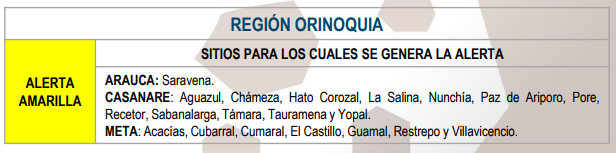 REGIÓN ORINOQUIA
SITIOS PARA LOS CUALES SE GENERA LA ALERTA
ALERTA
AMARILLA
ARAUCA: Saravena.
CASANARE: Aguazul, Chámeza, Hato Corozal, La Salina, Nunchía, Paz de Ariporo, Pore,
Recetor, Sabanalarga, Támara, Tauramena y Yopal.
META: Acacías, Cubarral, Cumaral, El Castillo, Guamal, Restrepo y Villavicencio.